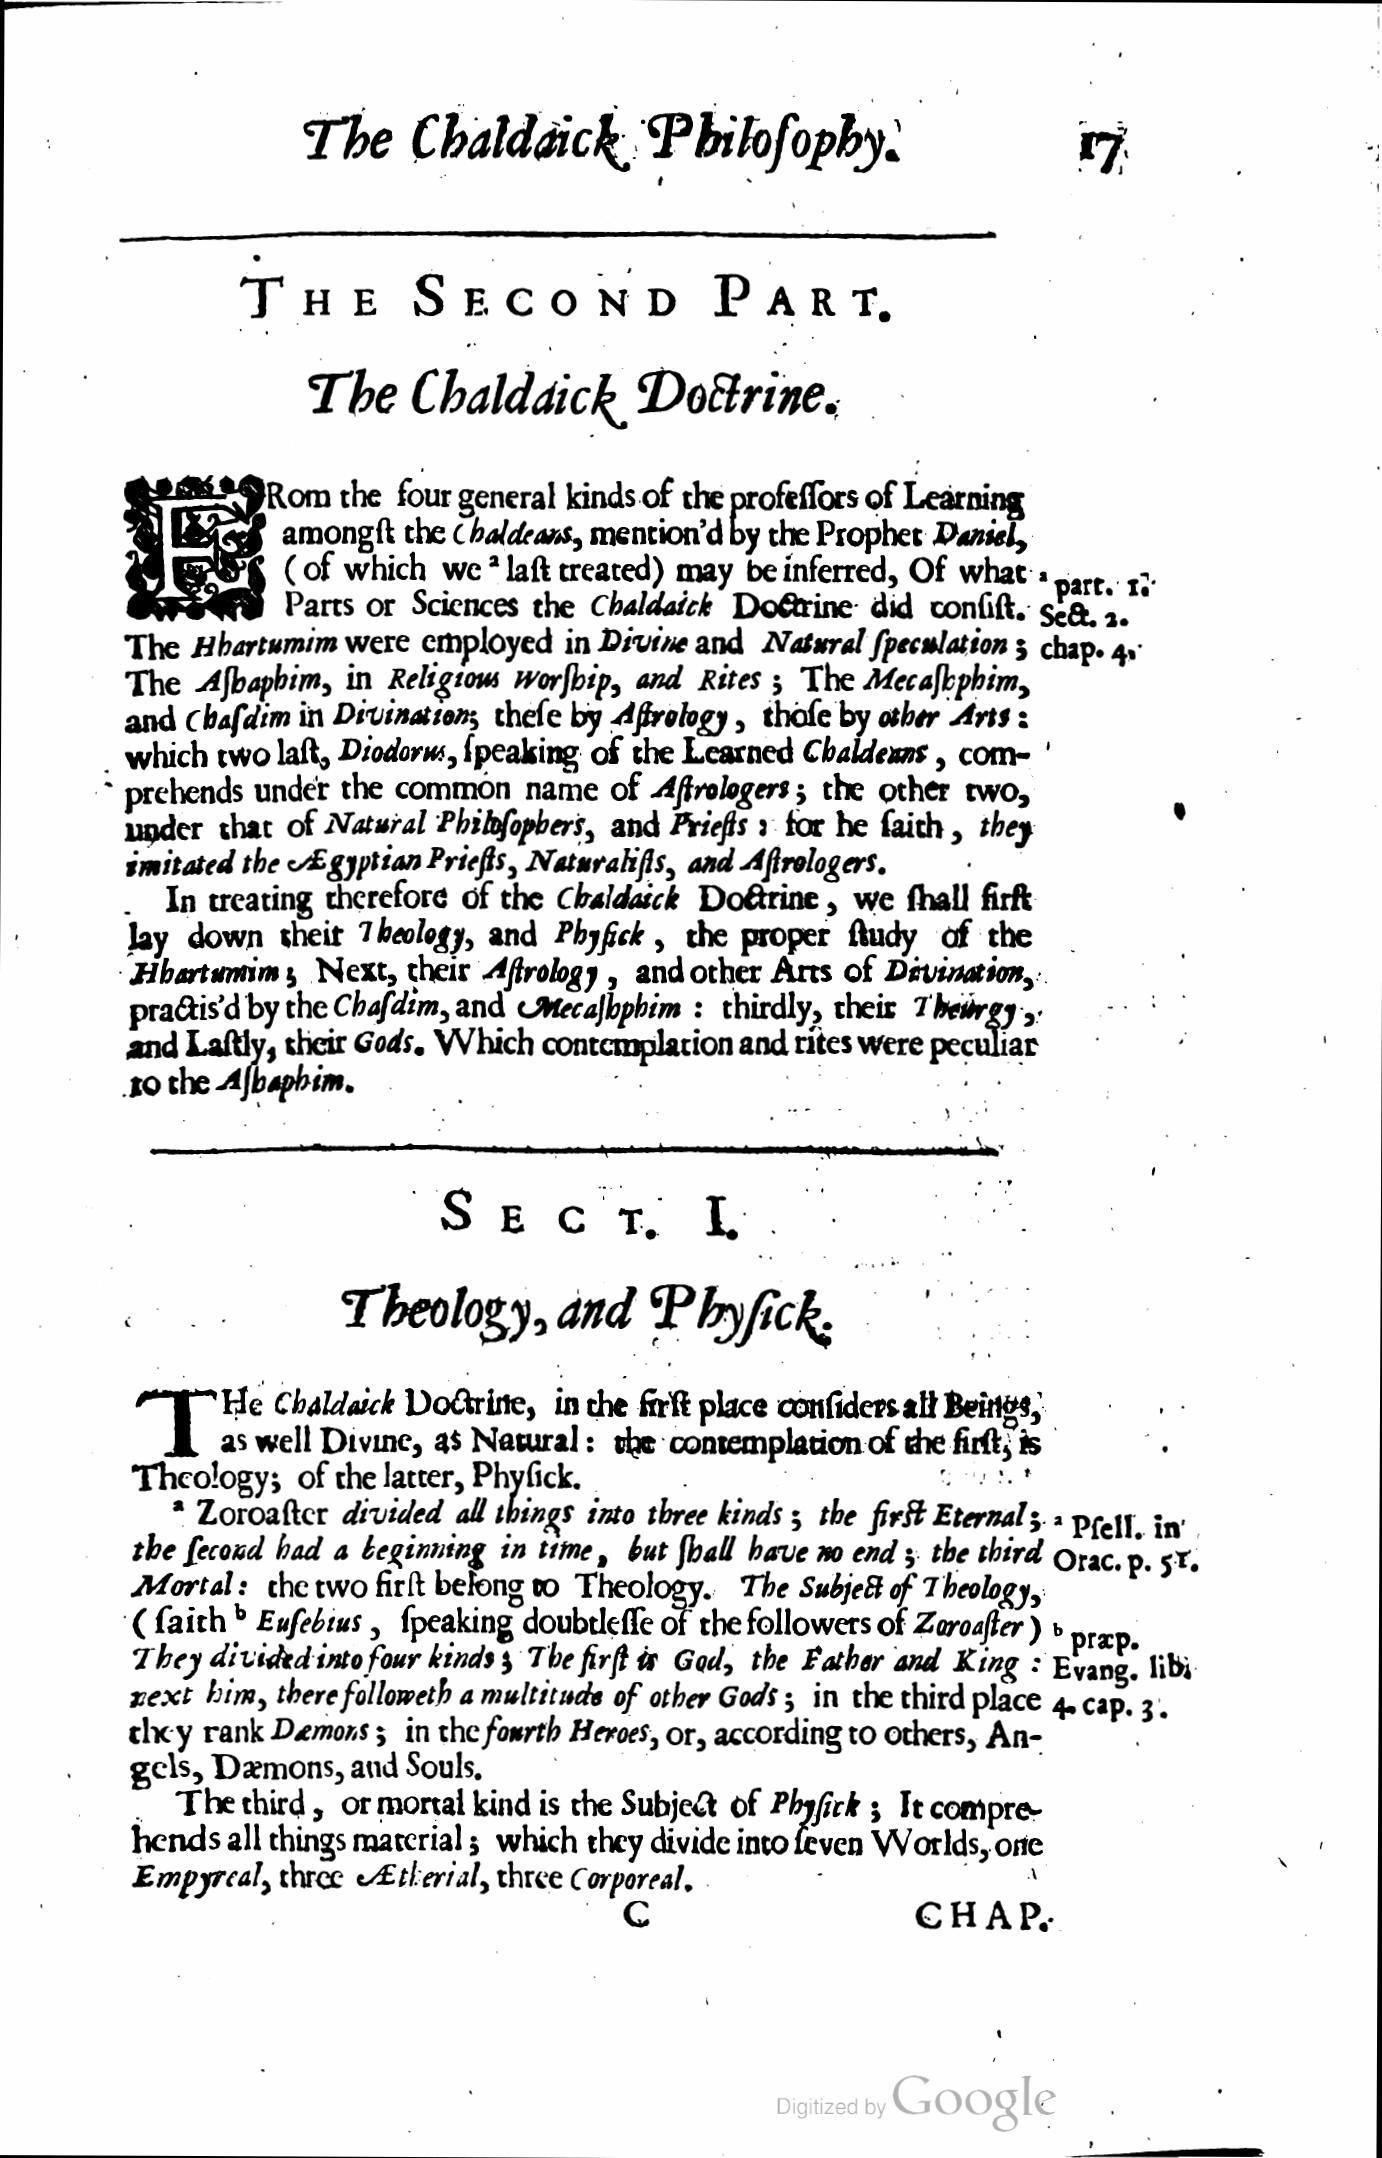 The Chaldaick Philoſophy. 17
THE SECOND PART.
The Chaldaick Doctrine.
FRom the four general kinds of the profeſſors of Learning
amongſt the Chaldeans, mention'd by the Prophet Daniel,
(of which we ᵃ laſt treated) may be inferred, Of what
Parts or Sciences the Chaldaick Doctrine did conſiſt.
ᵃ part. 1.
Sect. 2.
chap. 4.
The Hhartumim were employed in Divine and Natural ſpeculation;
The Aſhaphim, in Religious worſhip, and Rites; The Mecaſhphim,
and Chaſdim in Divination; theſe by Aſtrology, thoſe by other Arts:
which two laſt, Diodorus, ſpeaking of the Learned Chaldeans, com-
prehends under the common name of Aſtrologers; the other two,
under that of Natural Philoſophers, and Prieſts: for he ſaith, they
imitated the Ægyptian Prieſts, Naturaliſts, and Aſtrologers.
In treating therefore of the Chaldaick Doctrine, we ſhall firſt
lay down their Theology, and Phyſick, the proper ſtudy of the
Hhartumim; Next, their Aſtrology, and other Arts of Divination,
practis'd by the Chaſdim, and Mecaſhphim: thirdly, their Theurgy,
and Laſtly, their Gods. Which contemplation and rites were peculiar
to the Aſhaphim.
SECT. I.
Theology, and Phyſick.
THe Chaldaick Doctrine, in the firſt place conſiders all Beings,
as well Divine, as Natural: the contemplation of the firſt, is
Theology; of the latter, Phyſick.
ᵃ Zoroaſter divided all things into three kinds; the firſt Eternal;
the ſecond had a beginning in time, but ſhall have no end; the third
Mortal: the two firſt belong to Theology. The Subject of Theology,
(ſaith ᵇ Euſebius, ſpeaking doubtleſſe of the followers of Zoroaſter)
They divided into four kinds; The firſt is God, the Father and King:
next him, there followeth a multitude of other Gods; in the third place
they rank Dæmons; in the fourth Heroes, or, according to others, An-
gels, Dæmons, and Souls.
ᵃ Pſell. in
Orac. p. 51.
ᵇ præp.
Evang. lib.
4. cap. 3.
The third, or mortal kind is the Subject of Phyſick; It compre-
hends all things material; which they divide into ſeven Worlds, one
Empyreal, three Ætherial, three Corporeal.
C CHAP.
Digitized by Google